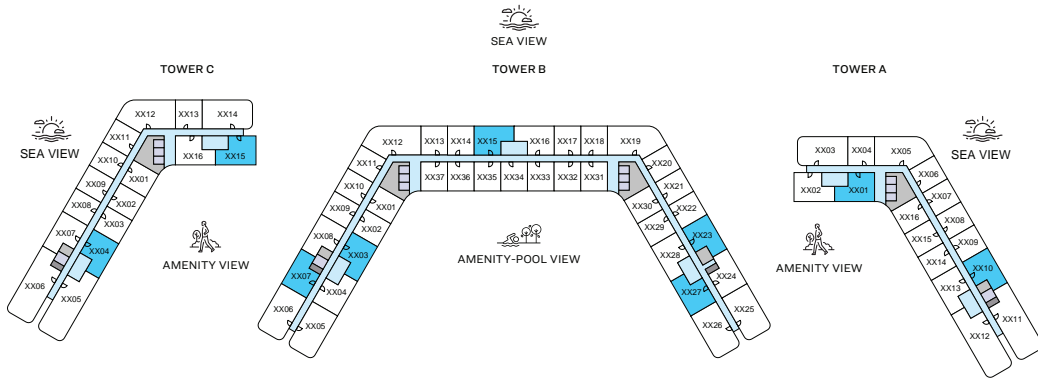 SEA VIEW
TOWER C
TOWER B
TOWER A
SEA VIEW
SEA VIEW
AMENITY VIEW
AMENITY-POOL VIEW
AMENITY VIEW
XX12
XX13
XX14
XX11
XX10
XX09
XX08
XX07
XX06
XX16
XX15
XX01
XX02
XX03
XX04
XX05
XX12
XX13
XX14
XX15
XX16
XX17
XX18
XX19
XX11
XX10
XX09
XX08
XX07
XX06
XX37
XX36
XX35
XX34
XX33
XX32
XX31
XX01
XX02
XX03
XX04
XX05
XX20
XX21
XX22
XX23
XX24
XX25
XX30
XX29
XX28
XX27
XX26
XX03
XX04
XX05
XX02
XX01
XX06
XX07
XX08
XX09
XX10
XX11
XX16
XX15
XX14
XX13
XX12